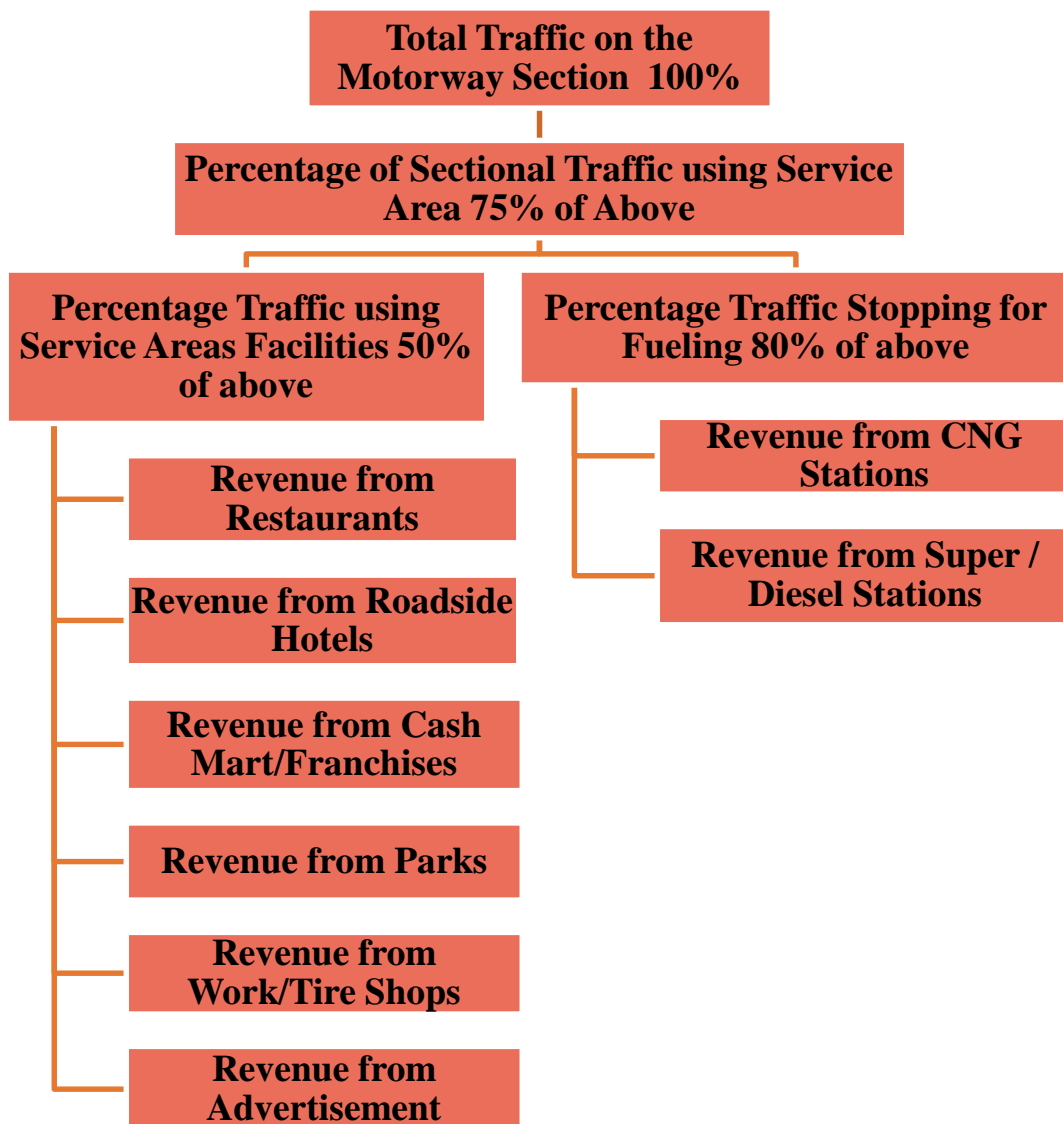 Total Traffic on the
Motorway Section  100%
Percentage of Sectional Traffic using Service
Area 75% of Above
Percentage Traffic using
Service Areas Facilities 50%
of above
Percentage Traffic Stopping for
Fueling 80% of above
Revenue from
Restaurants
Revenue from Roadside
Hotels
Revenue from Cash
Mart/Franchises
Revenue from Parks
Revenue from
Work/Tire Shops
Revenue from
Advertisement
Revenue from CNG
Stations
Revenue from Super /
Diesel Stations